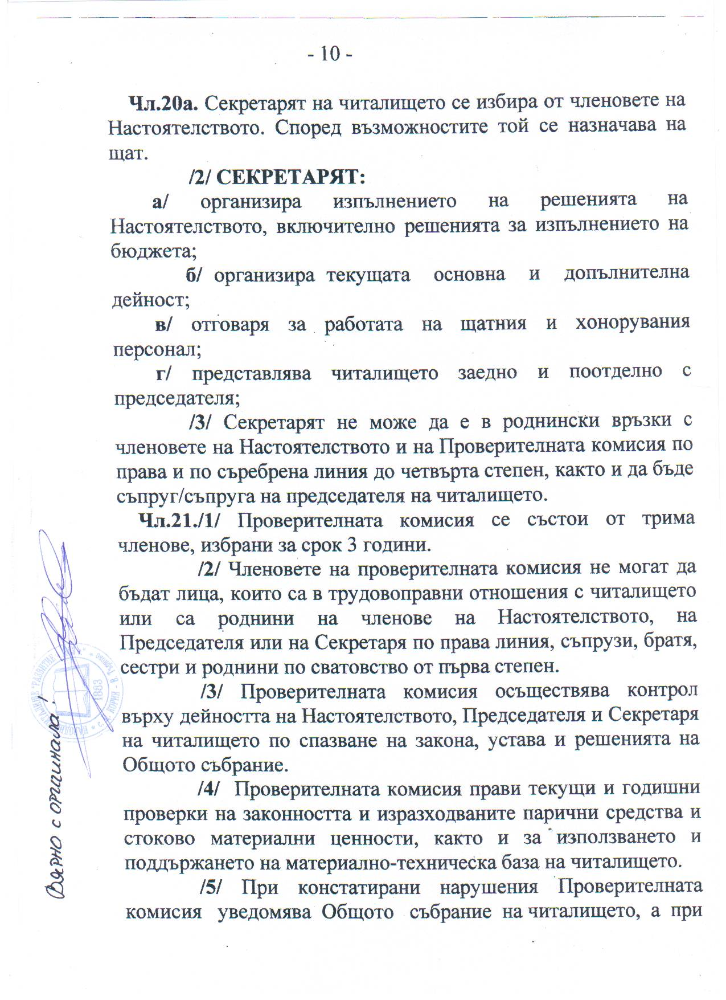 - 10 -
Чл.20а. Секретарят на читалището се избира от членовете на
Настоятелството. Според възможностите той се назначава на
щат.
/2/ СЕКРЕТАРЯТ:
а/ организира изпълнението на решенията на
Настоятелството, включително решенията за изпълнението на
бюджета;
б/ организира текущата основна и допълнителна
дейност;
в/ отговаря за работата на щатния и хонорувания
персонал;
г/ представлява читалището заедно и поотделно с
председателя;
/3/ Секретарят не може да е в роднински връзки с
членовете на Настоятелството и на Проверителната комисия по
права и по съребрена линия до четвърта степен, както и да бъде
съпруг/съпруга на председателя на читалището.
Чл.21./1/ Проверителната комисия се състои от трима
членове, избрани за срок 3 години.
/2/ Членовете на проверителната комисия не могат да
бъдат лица, които са в трудовоправни отношения с читалището
или са роднини на членове на Настоятелството, на
Председателя или на Секретаря по права линия, съпрузи, братя,
сестри и роднини по сватовство от първа степен.
/3/ Проверителната комисия осъществява контрол
върху дейността на Настоятелството, Председателя и Секретаря
на читалището по спазване на закона, устава и решенията на
Общото събрание.
/4/ Проверителната комисия прави текущи и годишни
проверки на законността и изразходваните парични средства и
стоково материални ценности, както и за използването и
поддържането на материално-техническа база на читалището.
/5/ При констатирани нарушения Проверителната
комисия уведомява Общото събрание на читалището, а при
Вярно с оригинала!
"РАЗВИТИЕ
1883